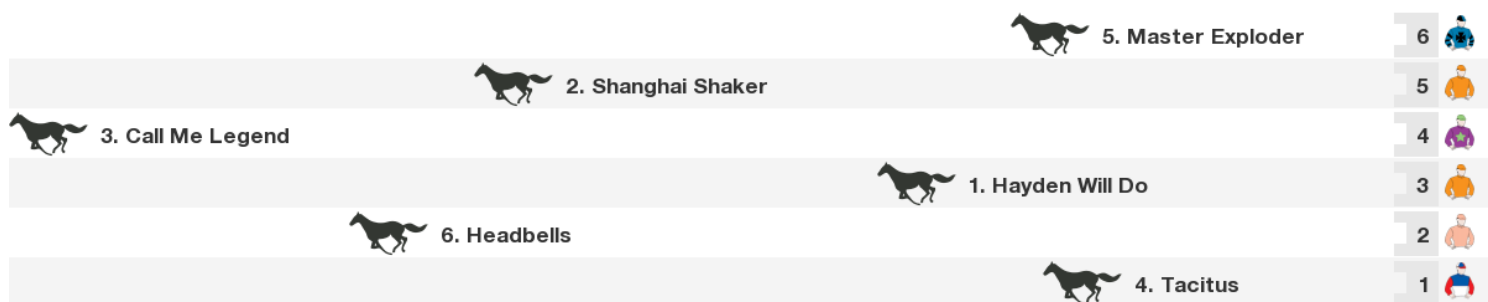 5. Master Exploder 6
2. Shanghai Shaker 5
3. Call Me Legend 4
1. Hayden Will Do 3
6. Headbells 2
4. Tacitus 1